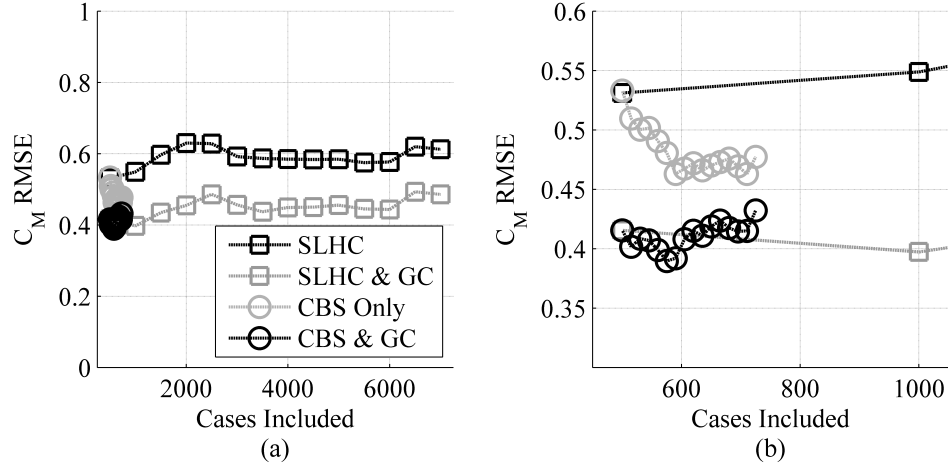 1
0.8
0.6
0.4
0.2
0
C_M RMSE
2000 4000 6000
Cases Included
(a)
SLHC
SLHC & GC
CBS Only
CBS & GC
0.6
0.55
0.5
0.45
0.4
0.35
C_M RMSE
600 800 1000
Cases Included
(b)